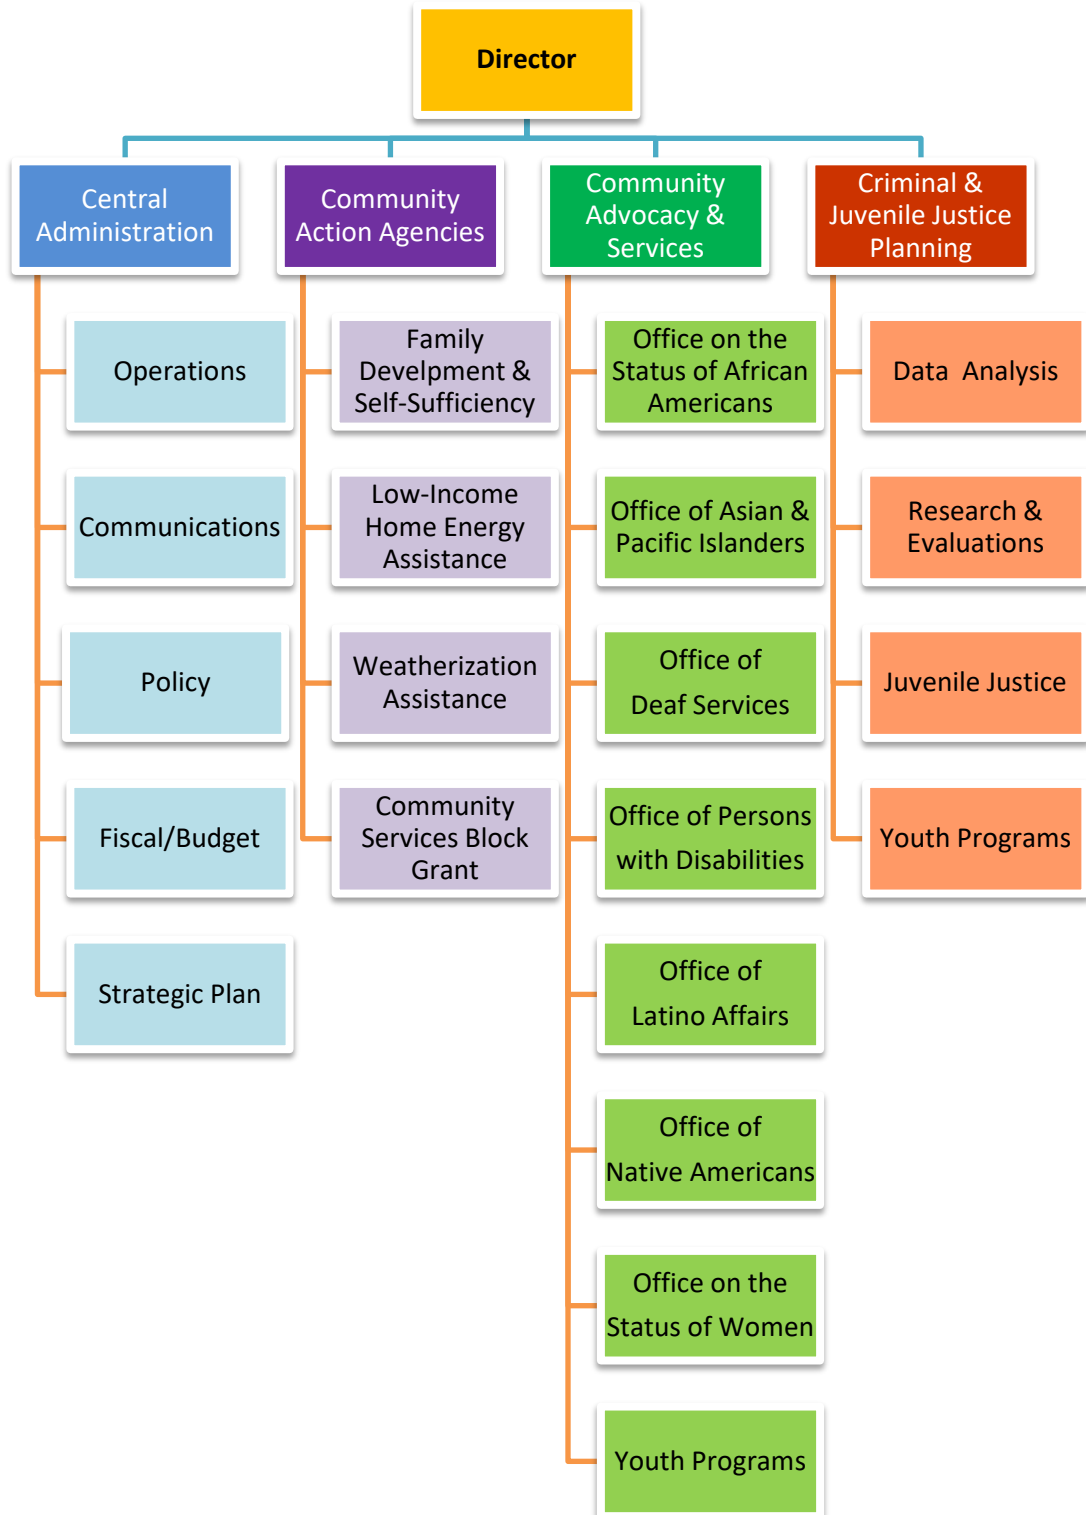 Director
Central
Administration
Community
Action Agencies
Community
Advocacy &
Services
Criminal &
Juvenile Justice
Planning
Operations
Communications
Policy
Fiscal/Budget
Strategic Plan
Family
Develpment &
Self-Sufficiency
Low-Income
Home Energy
Assistance
Weatherization
Assistance
Community
Services Block
Grant
Office on the
Status of African
Americans
Office of Asian &
Pacific Islanders
Office of
Deaf Services
Office of Persons
with Disabilities
Office of
Latino Affairs
Office of
Native Americans
Office on the
Status of Women
Youth Programs
Data  Analysis
Research &
Evaluations
Juvenile Justice
Youth Programs